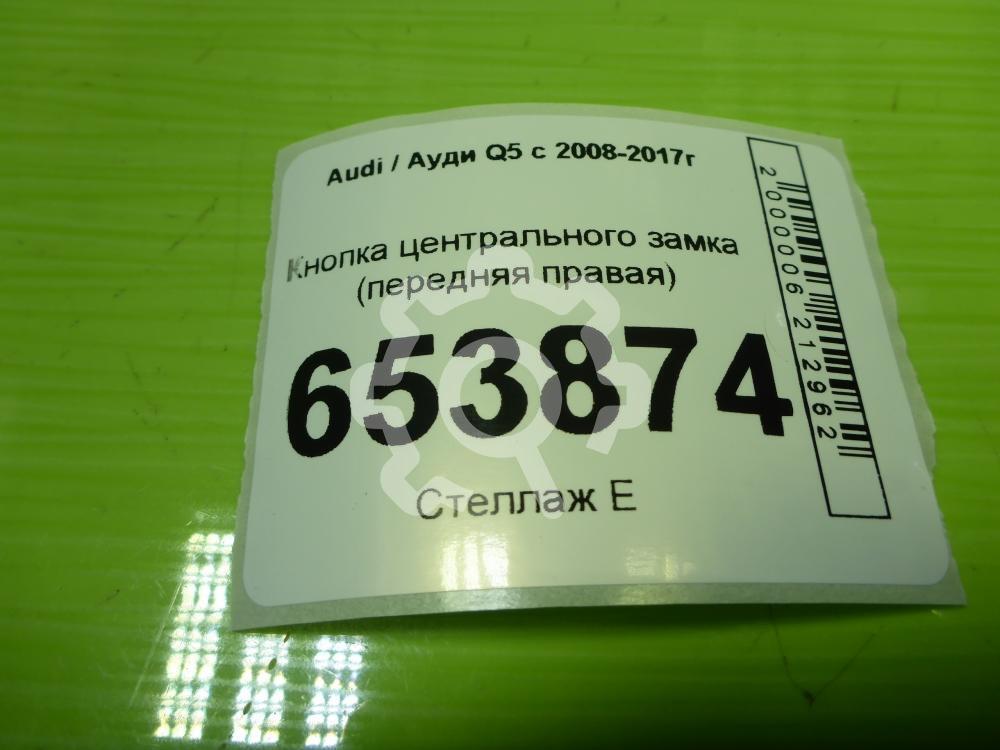 Audi / Ауди Q5 с 2008-2017г
Кнопка центрального замка
(передняя правая)
653874
Стеллаж Е
2000006212962